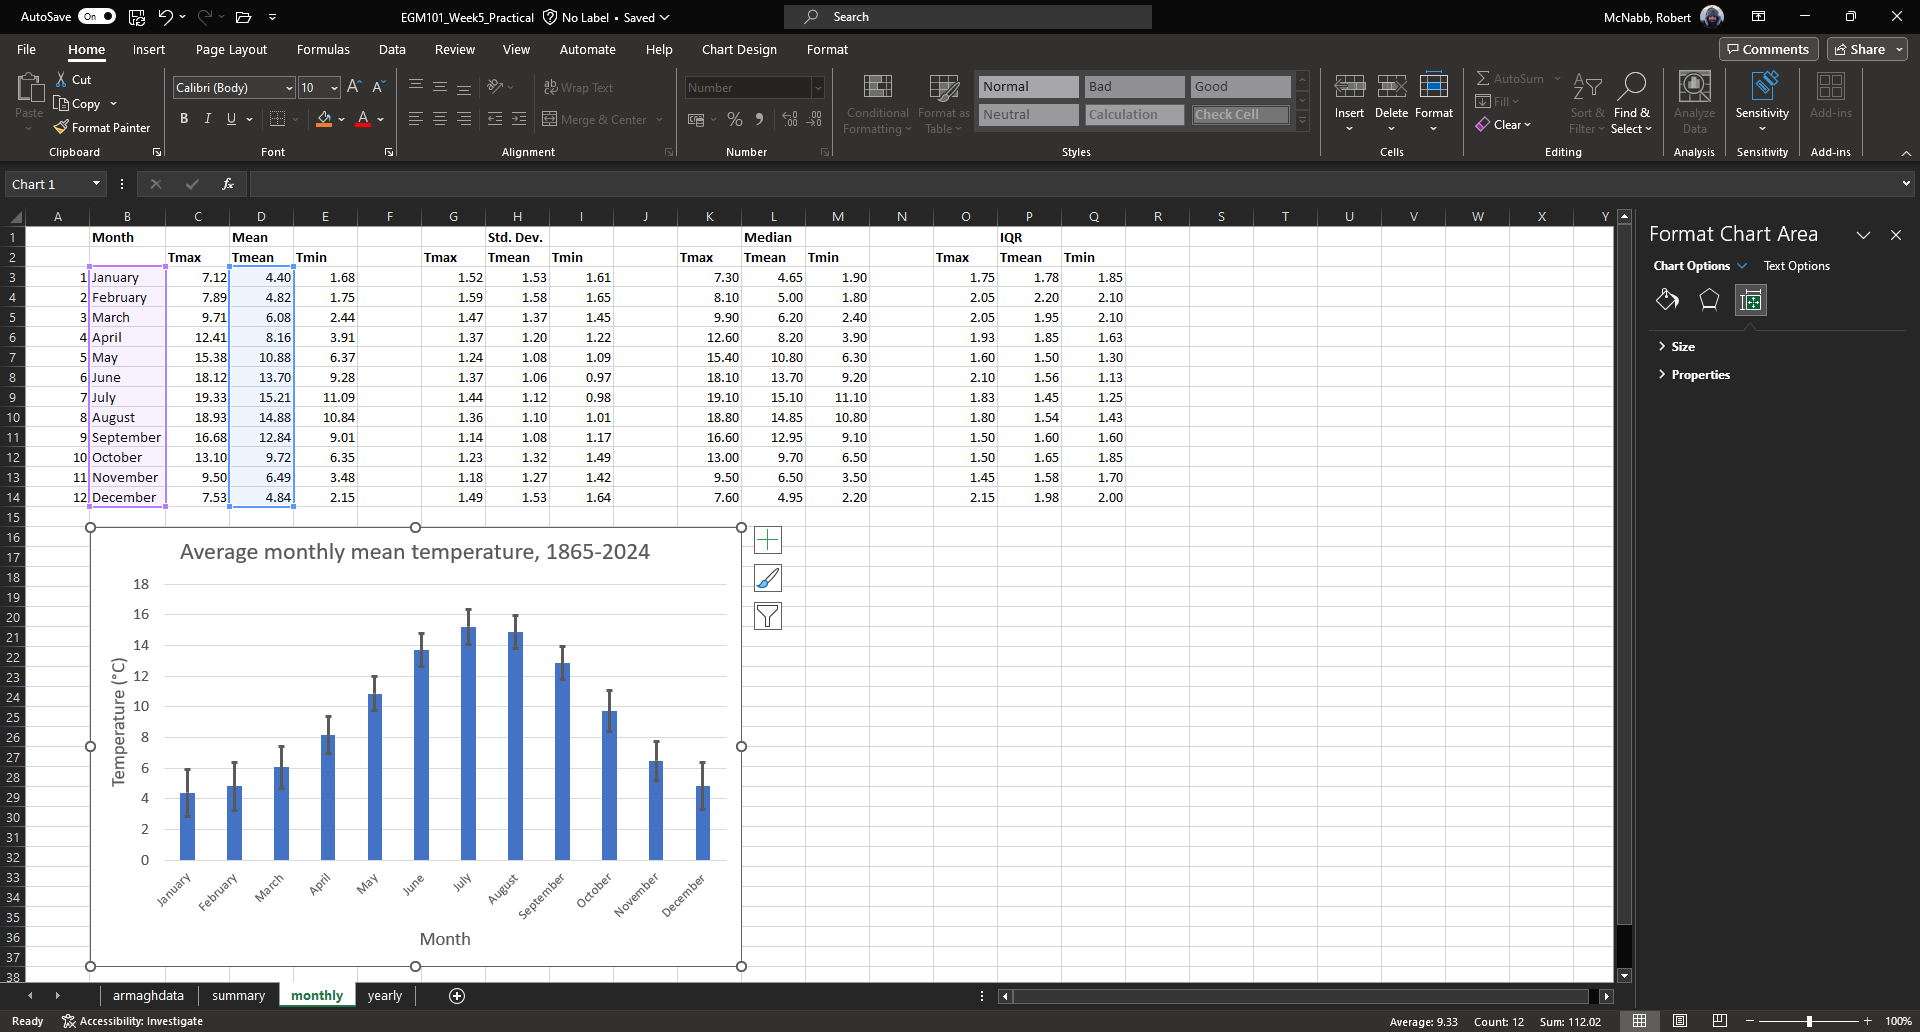 AutoSave On EGM101_Week5_Practical No Label • Saved Search McNabb, Robert
File Home Insert Page Layout Formulas Data Review View Automate Help Chart Design Format Comments Share
Paste Cut Copy Format Painter
Clipboard
Calibri (Body) 10 A A
B I U A
Font
Wrap Text
Merge & Center
Alignment
Number
%
Number
Conditional Formatting Format as Table
Normal Bad Good
Neutral Calculation Check Cell
Styles
Insert Delete Format
Cells
AutoSum
Fill
Clear
Sort & Filter Find & Select
Editing
Analyze Data
Analysis
Sensitivity
Sensitivity
Add-ins
Add-ins
Chart 1 fx
A B C D E F G H I J K L M N O P Q R S T U V W X Y
1 Month Mean Std. Dev. Median IQR
2 Tmax Tmean Tmin Tmax Tmean Tmin Tmax Tmean Tmin Tmax Tmean Tmin
3 1 January 7.12 4.40 1.68 1.52 1.53 1.61 7.30 4.65 1.90 1.75 1.78 1.85
4 2 February 7.89 4.82 1.75 1.59 1.58 1.65 8.10 5.00 1.80 2.05 2.20 2.10
5 3 March 9.71 6.08 2.44 1.47 1.37 1.45 9.90 6.20 2.40 2.05 1.95 2.10
6 4 April 12.41 8.16 3.91 1.37 1.20 1.22 12.60 8.20 3.90 1.93 1.85 1.63
7 5 May 15.38 10.88 6.37 1.24 1.08 1.09 15.40 10.80 6.30 1.60 1.50 1.30
8 6 June 18.12 13.70 9.28 1.37 1.06 0.97 18.10 13.70 9.20 2.10 1.56 1.13
9 7 July 19.33 15.21 11.09 1.44 1.12 0.98 19.10 15.10 11.10 1.83 1.45 1.25
10 8 August 18.93 14.88 10.84 1.36 1.10 1.01 18.80 14.85 10.80 1.80 1.54 1.43
11 9 September 16.68 12.84 9.01 1.14 1.08 1.17 16.60 12.95 9.10 1.50 1.60 1.60
12 10 October 13.10 9.72 6.35 1.23 1.32 1.49 13.00 9.70 6.50 1.50 1.65 1.85
13 11 November 9.50 6.49 3.48 1.18 1.27 1.42 9.50 6.50 3.50 1.45 1.58 1.70
14 12 December 7.53 4.84 2.15 1.49 1.53 1.64 7.60 4.95 2.20 2.15 1.98 2.00
15
16
17
18
19
20
21
22
23
24
25
26
27
28
29
30
31
32
33
34
35
36
37
38
Average monthly mean temperature, 1865-2024
18
16
14
12
10
8
6
4
2
0
Temperature (°C)
January February March April May June July August September October November December
Month
Format Chart Area
Chart Options Text Options
Size
Properties
armaghdata summary monthly yearly
Ready Accessibility: Investigate Average: 9.33 Count: 12 Sum: 112.02 100%